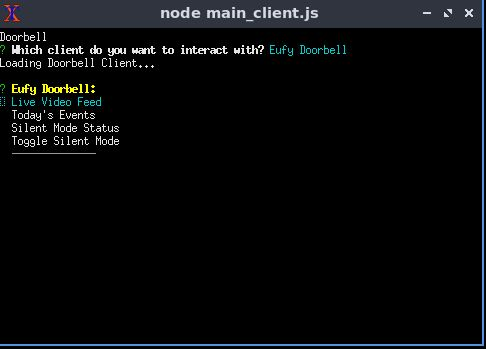 node main_client.js
Doorbell
? Which client do you want to interact with? Eufy Doorbell
Loading Doorbell Client...
? Eufy Doorbell:
Live Video Feed
Today's Events
Silent Mode Status
Toggle Silent Mode
──────────────